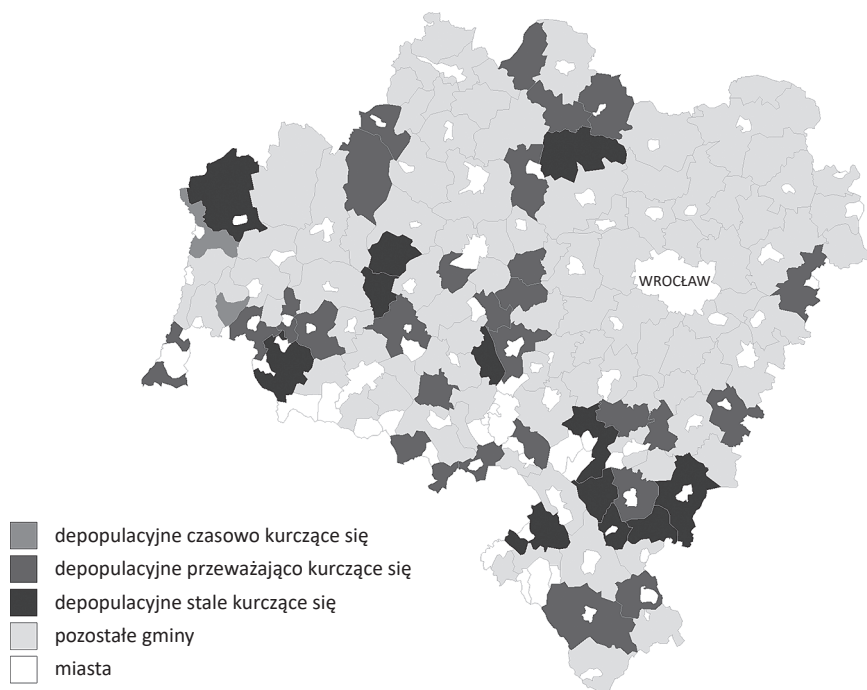 WROCŁAW
depopulacyjne czasowo kurczące się
depopulacyjne przeważająco kurczące się
depopulacyjne stale kurczące się
pozostałe gminy
miasta